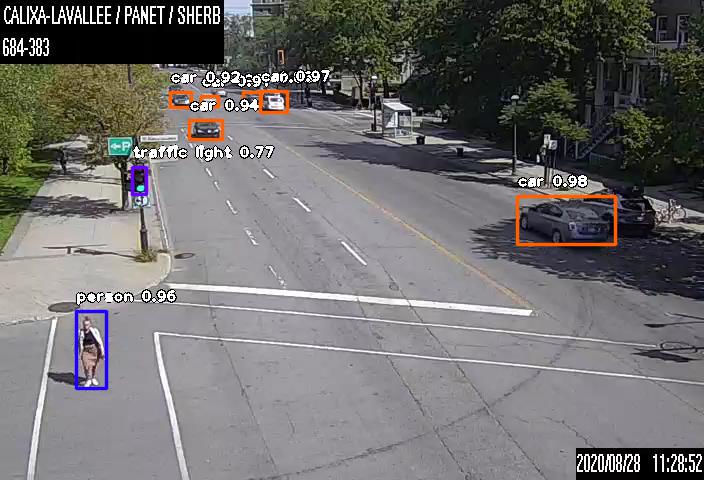 CALIXA-LAVALLEE / PANET / SHERB
684-383
car 0.92
car 0.97
car 0.94
traffic light 0.77
P
car 0.98
person 0.96
2020/08/28 11:28:52